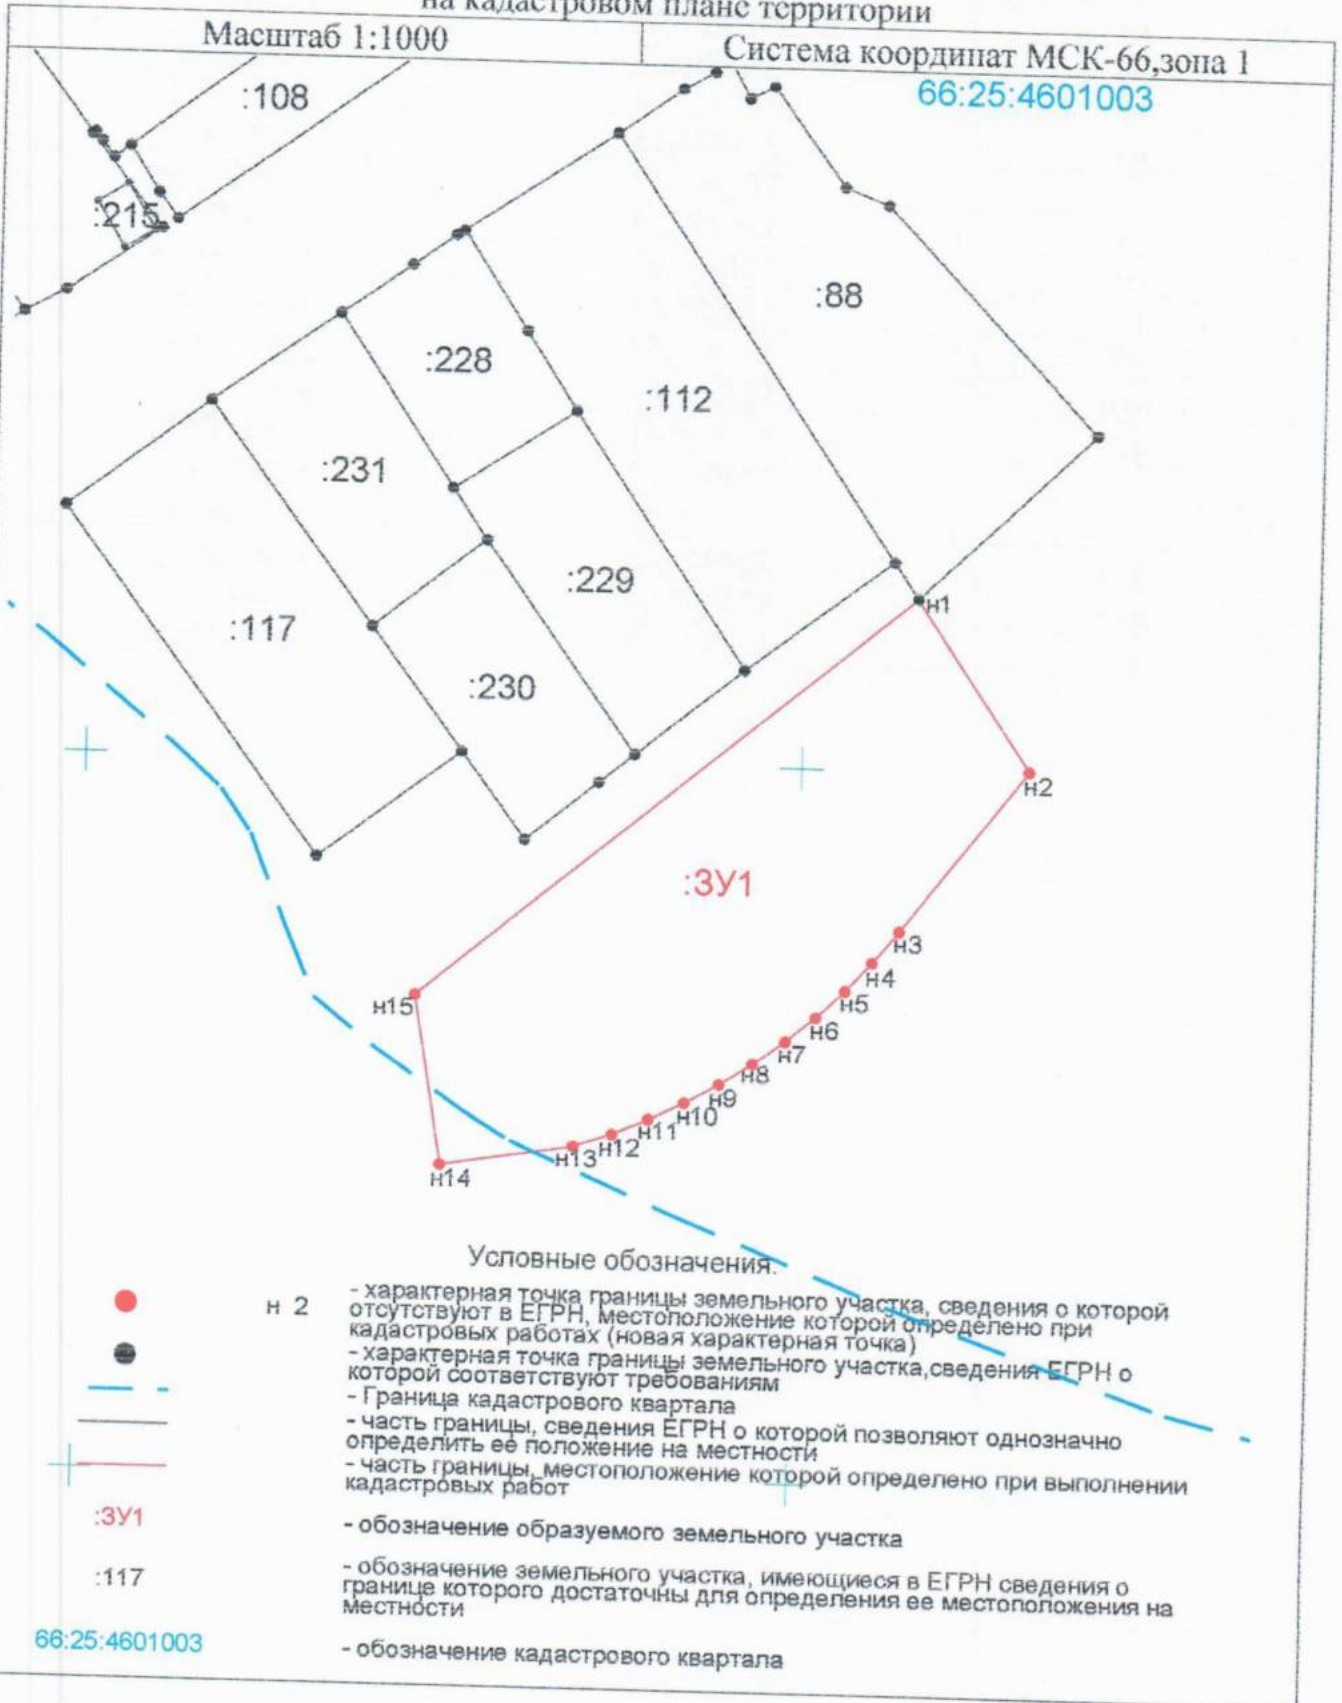 на кадастровом плане территории
Масштаб 1:1000
Система координат МСК-66,зона 1
66:25:4601003
:108
:215
:88
:228
:112
:231
:229
:117
:230
н1
н2
:ЗУ1
н3
н4
н5
н6
н7
н8
н9
н10
н11
н12
н13
н14
н15
Условные обозначения:
н 2
- характерная точка границы земельного участка, сведения о которой
отсутствуют в ЕГРН, местоположение которой определено при
кадастровых работах (новая характерная точка)
- характерная точка границы земельного участка,сведения ЕГРН о
которой соответствуют требованиям
- Граница кадастрового квартала
- часть границы, сведения ЕГРН о которой позволяют однозначно
определить ее положение на местности
- часть границы, местоположение которой определено при выполнении
кадастровых работ
:ЗУ1
- обозначение образуемого земельного участка
:117
- обозначение земельного участка, имеющиеся в ЕГРН сведения о
границе которого достаточны для определения ее местоположения на
местности
66:25:4601003
- обозначение кадастрового квартала